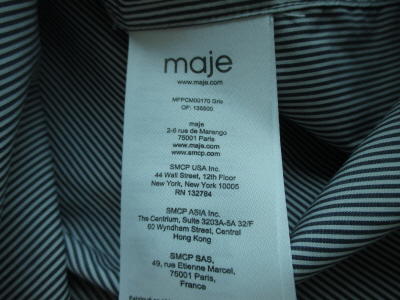 maje
www.maje.com
MFPCM00170 Gris
OF: 135500
maje
2-6 rue de Marengo
75001 Paris
www.maje.com
www.smcp.com
SMCP USA Inc.
44 Wall Street, 12th Floor
New York, New York 10005
RN 132784
SMCP ASIA Inc.
The Centrium, Suite 3203A-5A 32/F
60 Wyndham Street, Central
Hong Kong
SMCP SAS,
49, rue Etienne Marcel,
75001 Paris,
France